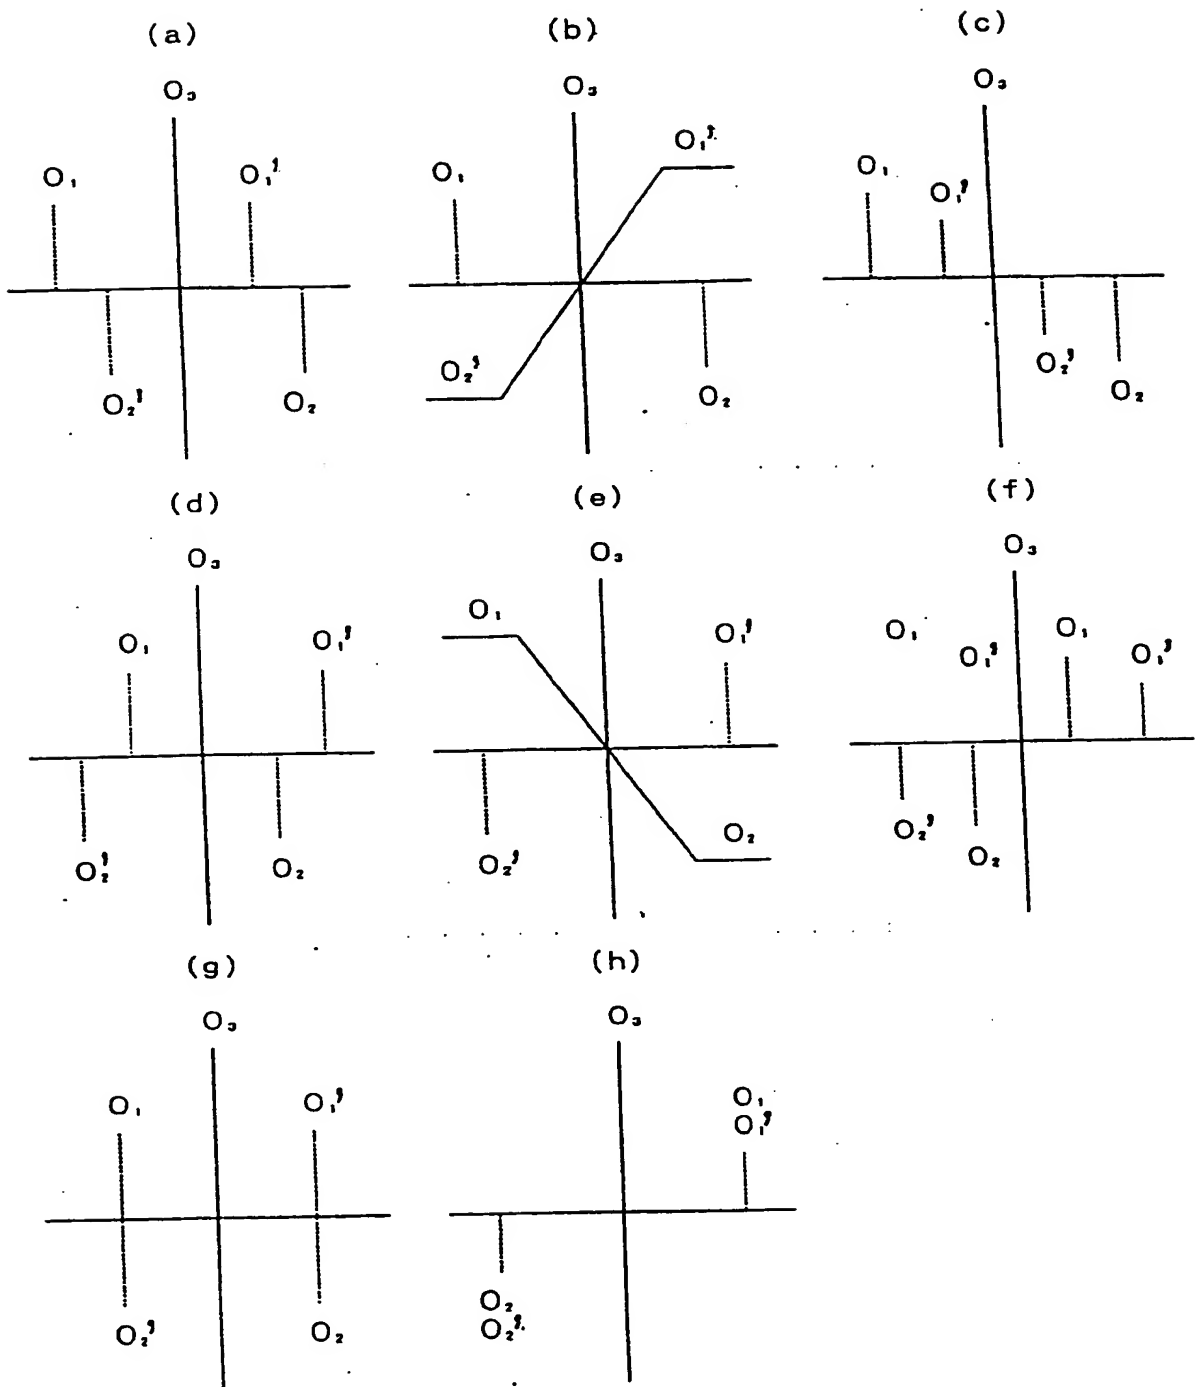 (a) (b) (c)
O₃ O₃ O₃
O₁ O₁' O₁ O₁' O₁ O₁'
O₂' O₂ O₂' O₂ O₂' O₂
(d) (e) (f)
O₃ O₃ O₃
O₁ O₁' O₁ O₁' O₁ O₁' O₁ O₁'
O₂' O₂ O₂' O₂ O₂' O₂
(g) (h)
O₃ O₃
O₁ O₁' O₁
O₁'
O₂' O₂ O₂
O₂'